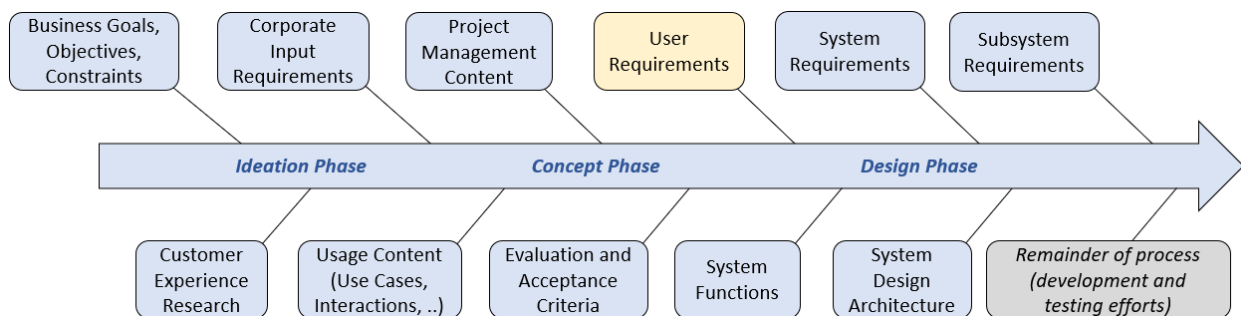 Business Goals,
Objectives,
Constraints
Corporate
Input
Requirements
Project
Management
Content
User
Requirements
System
Requirements
Subsystem
Requirements
Ideation Phase
Concept Phase
Design Phase
Customer
Experience
Research
Usage Content
(Use Cases,
Interactions, ..)
Evaluation and
Acceptance
Criteria
System
Functions
System
Design
Architecture
Remainder of process
(development and
testing efforts)